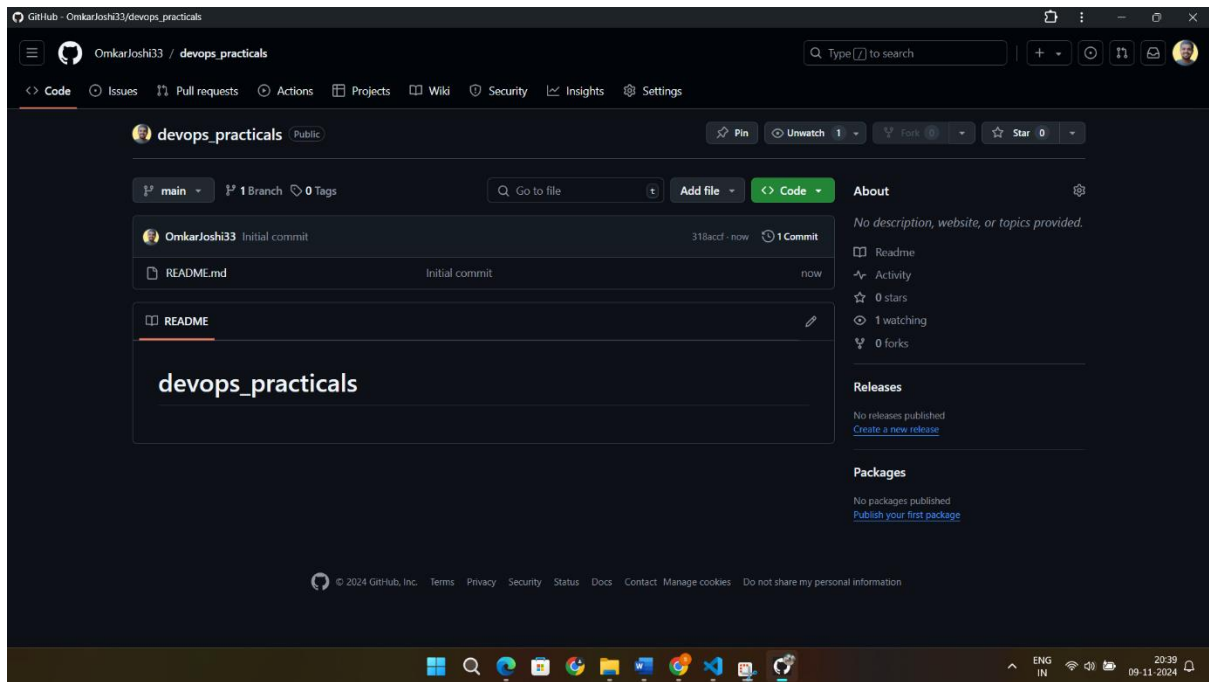 GitHub - OmkarJoshi33/devops_practicals
OmkarJoshi33 / devops_practicals
Type / to search
<> Code Issues Pull requests Actions Projects Wiki Security Insights Settings
devops_practicals Public
Pin Unwatch 1 Fork 0 Star 0
main 1 Branch 0 Tags Go to file t Add file <> Code
OmkarJoshi33 Initial commit 318accf · now 1 Commit
README.md Initial commit now
README
devops_practicals
About
No description, website, or topics provided.
Readme
Activity
0 stars
1 watching
0 forks
Releases
No releases published
Create a new release
Packages
No packages published
Publish your first package
© 2024 GitHub, Inc. Terms Privacy Security Status Docs Contact Manage cookies Do not share my personal information
ENG
IN
20:39
09-11-2024